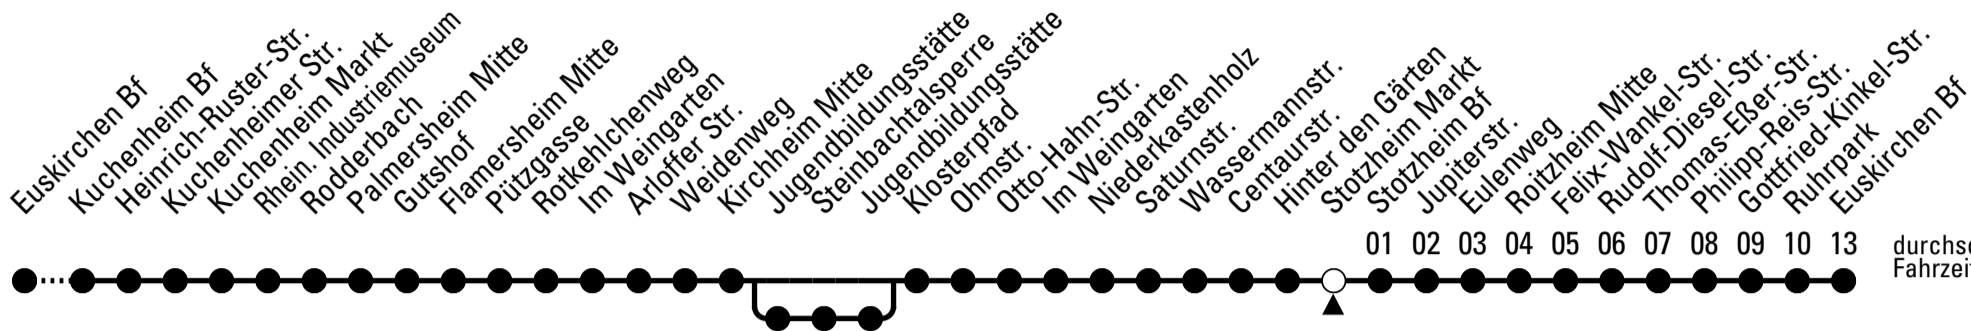 Euskirchen Bf
Kuchenheim Bf
Heinrich-Ruster-Str.
Kuchenheimer Str.
Kuchenheim Markt
Rhein. Industriemuseum
Rodderbach
Palmersheim Mitte
Gutshof
Flamersheim Mitte
Pützgasse
Rotkehlchenweg
Im Weingarten
Arloffer Str.
Weidenweg
Kirchheim Mitte
Jugendbildungsstätte
Steinbachtalsperre
Jugendbildungsstätte
Klosterpfad
Ohmstr.
Otto-Hahn-Str.
Im Weingarten
Niederkastenholz
Saturnstr.
Wassermannstr.
Centaurstr.
Hinter den Gärten
Stotzheim Markt
Stotzheim Bf
Jupiterstr.
Eulenweg
Roitzheim Mitte
Felix-Wankel-Str.
Rudolf-Diesel-Str.
Thomas-Eßer-Str.
Philipp-Reis-Str.
Gottfried-Kinkel-Str.
Ruhrpark
Euskirchen Bf
01 02 03 04 05 06 07 08 09 10 13
durchs
Fahrzeit